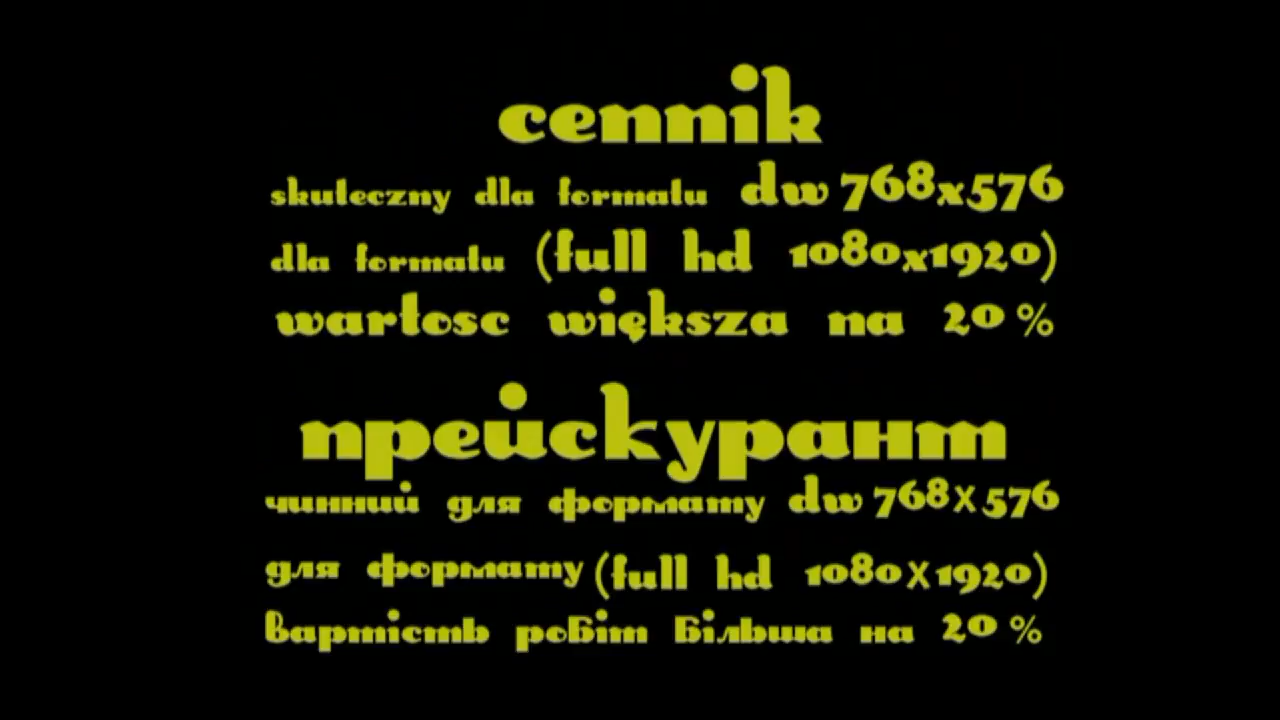 cennik
skuteczny dla formatu dw 768x576
dla formatu (full hd 1080x1920)
wartosc większa na 20 %
прейскурант
чинний для формату dw 768X576
для формату (full hd 1080X1920)
вартість робіт більша на 20 %